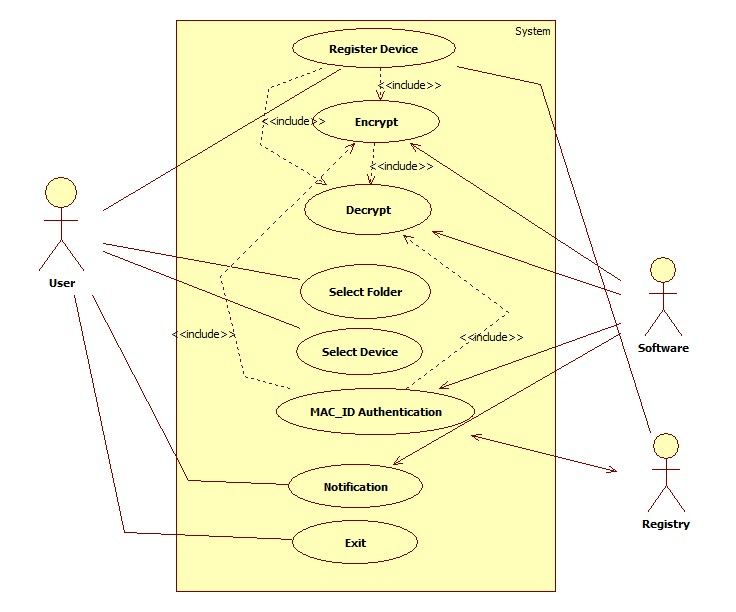 System
Register Device
<<include>>
Encrypt
<<include>>
<<include>>
Decrypt
User
Select Folder
<<include>>
<<include>>
Select Device
Software
MAC_ID Authentication
Notification
Registry
Exit